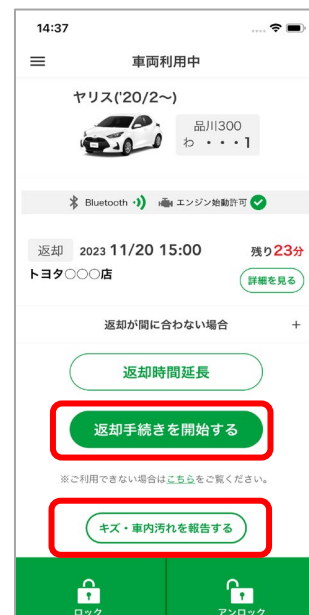 14:37
車両利用中
ヤリス('20/2〜)
品川300
わ ・・・1
Bluetooth エンジン始動許可
返却 2023 11/20 15:00 残り23分
トヨタ〇〇〇店
詳細を見る
返却が間に合わない場合 +
返却時間延長
返却手続きを開始する
※ご利用できない場合はこちらをご覧ください。
キズ・車内汚れを報告する
ロック アンロック